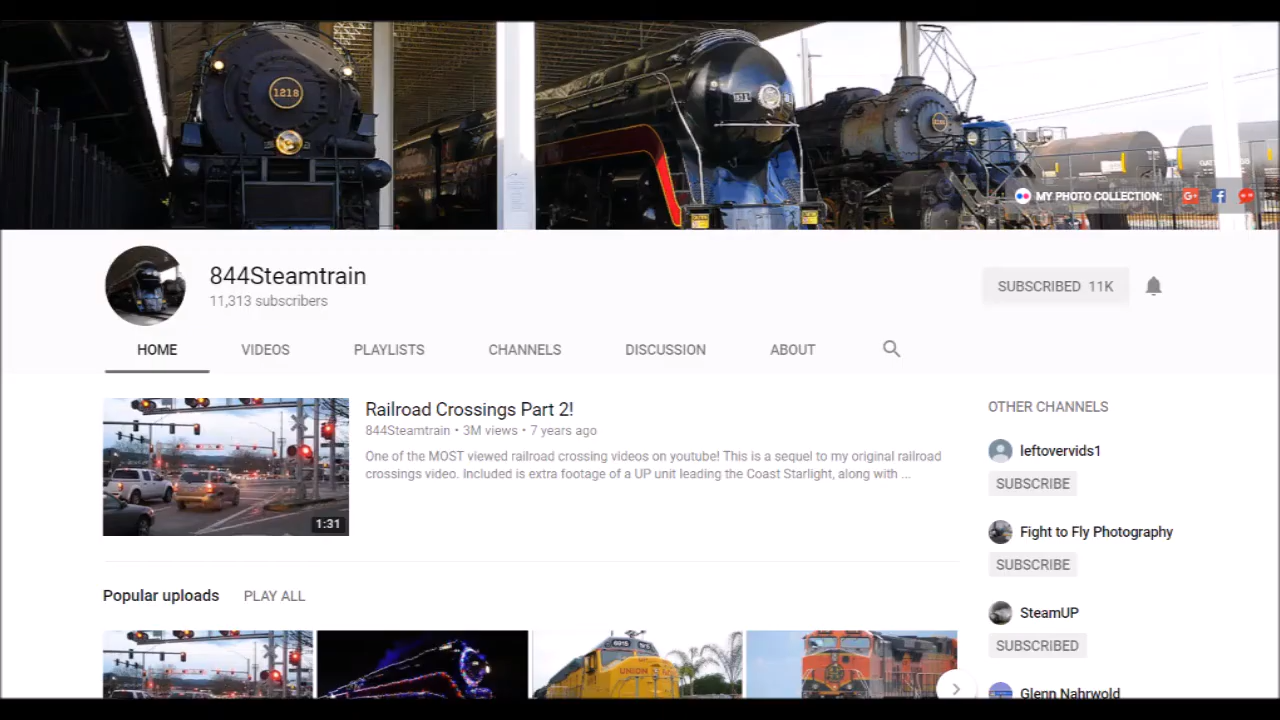 1218
611
MY PHOTO COLLECTION:
844Steamtrain
11,313 subscribers
SUBSCRIBED 11K
HOME
VIDEOS
PLAYLISTS
CHANNELS
DISCUSSION
ABOUT
Railroad Crossings Part 2!
844Steamtrain • 3M views • 7 years ago
One of the MOST viewed railroad crossing videos on youtube! This is a sequel to my original railroad
crossings video. Included is extra footage of a UP unit leading the Coast Starlight, along with ...
1:31
OTHER CHANNELS
leftovervids1
SUBSCRIBE
Fight to Fly Photography
SUBSCRIBE
SteamUP
SUBSCRIBED
Glenn Nahrwold
Popular uploads
PLAY ALL
UNION